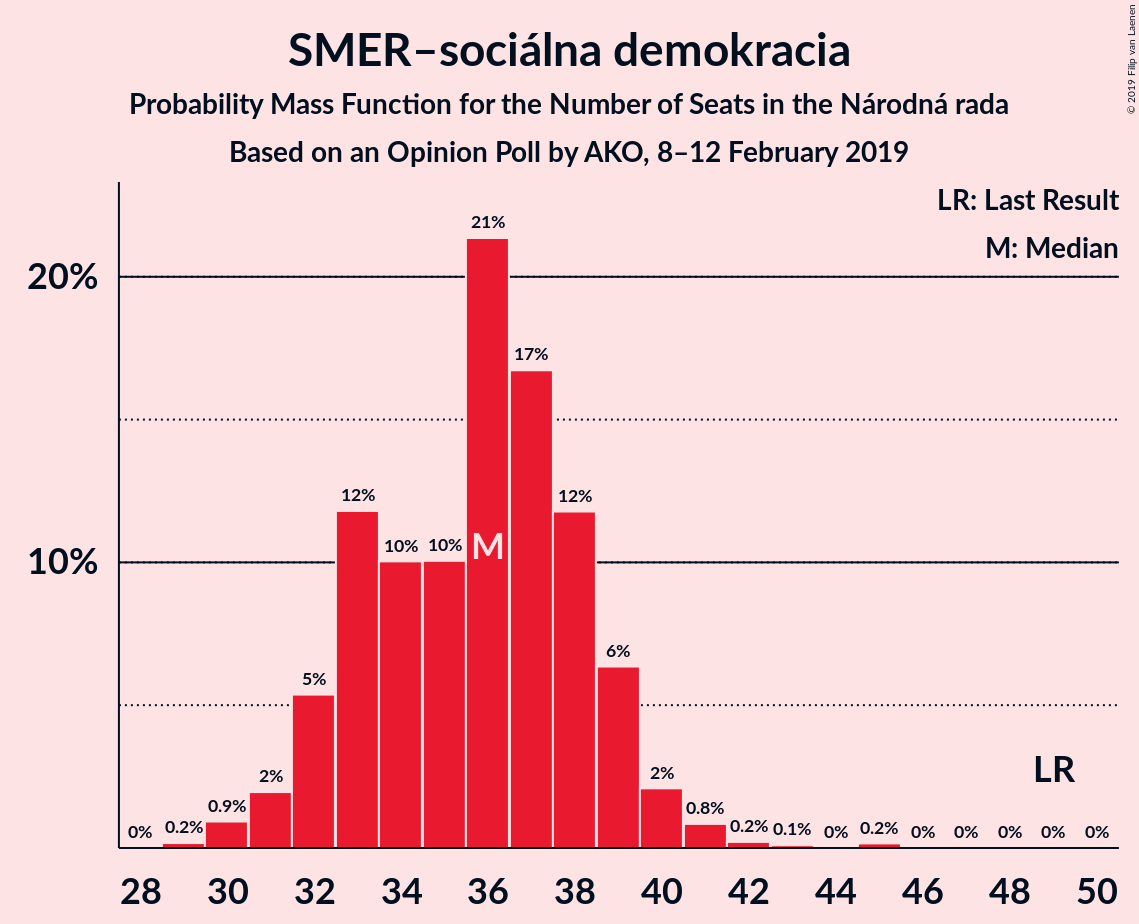 © 2019 Filip van Laenen
SMER–sociálna demokracia
Probability Mass Function for the Number of Seats in the Národná rada
Based on an Opinion Poll by AKO, 8–12 February 2019
LR: Last Result
M: Median
20%
10%
0% 0.2% 0.9% 2% 5% 12% 10% 10% 21% 17% 12% 6% 2% 0.8% 0.2% 0.1% 0% 0.2% 0% 0% 0% 0% 0%
M
LR
28 30 32 34 36 38 40 42 44 46 48 50